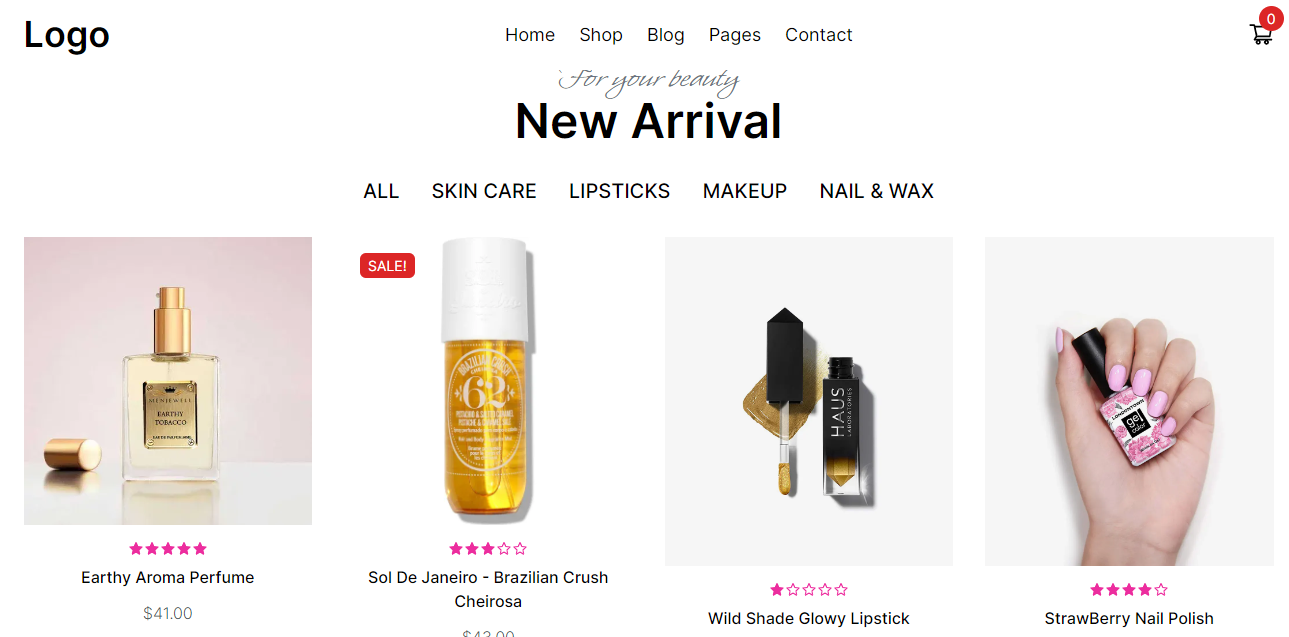 Logo
Home Shop Blog Pages Contact
0
For your beauty
New Arrival
ALL SKIN CARE LIPSTICKS MAKEUP NAIL & WAX
SALE!
EARTHY
TOBACCO
BRAZILIAN CRUSH
CHEIROSA
62
HAUS
LABORATORIES
LONDONTOWN
gel
color
Earthy Aroma Perfume
$41.00
Sol De Janeiro - Brazilian Crush
Cheirosa
$43.00
Wild Shade Glowy Lipstick
StrawBerry Nail Polish